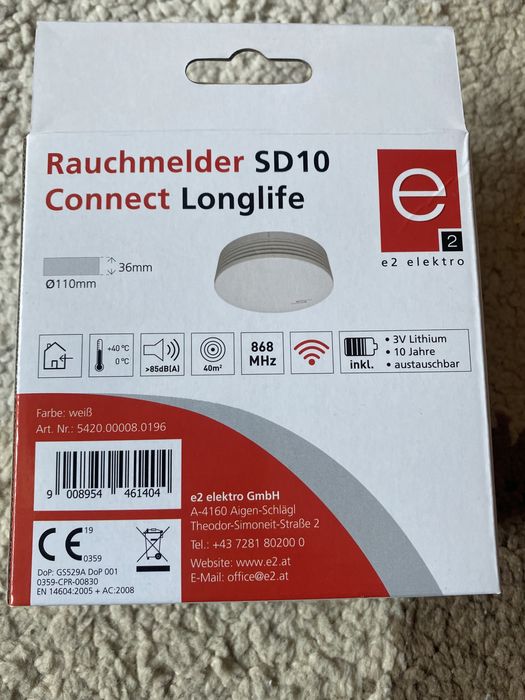 Rauchmelder SD10
Connect Longlife
e
2
e2 elektro
36mm
Ø110mm
+40 °C
0 °C
>85dB(A)
40m²
868
MHz
inkl.
• 3V Lithium
• 10 Jahre
• austauschbar
Farbe: weiß
Art. Nr.: 5420.00008.0196
9 008954 461404
e2 elektro GmbH
A-4160 Aigen-Schlägl
Theodor-Simoneit-Straße 2
Tel.: +43 7281 80200 0
Website: www.e2.at
E-Mail: office@e2.at
CE
19
0359
DoP: GS529A DoP 001
0359-CPR-00830
EN 14604:2005 + AC:2008